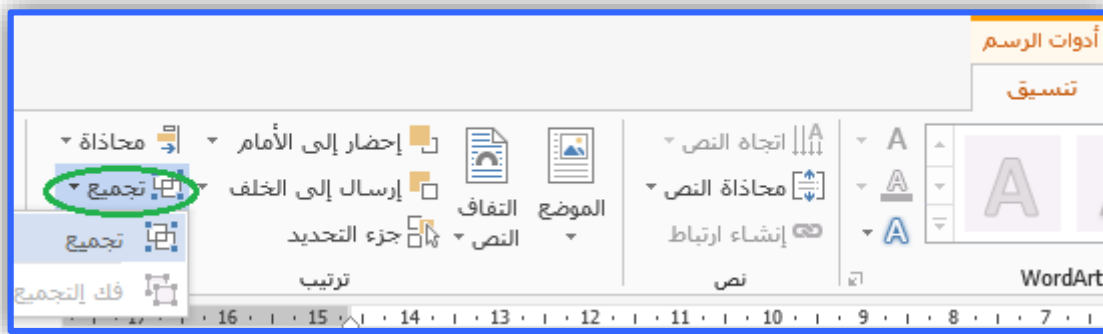 أدوات الرسم
تنسيق
A
A
A
A
WordArt
اتجاه النص
محاذاة النص
إنشاء ارتباط
نص
الموضع
التفاف
النص
إحضار إلى الأمام
إرسال إلى الخلف
جزء التحديد
محاذاة
تجميع
ترتيب
تجميع
فك التجميع
17 · 16 · 15 · 14 · 13 · 12 · 11 · 10 · 9 · 8 · 7